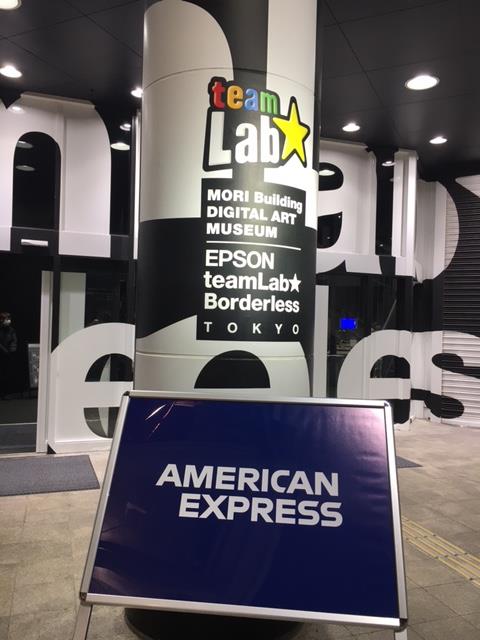 team
Lab★
MORI Building
DIGITAL ART
MUSEUM
EPSON
teamLab★
Borderless
TOKYO
AMERICAN
EXPRESS